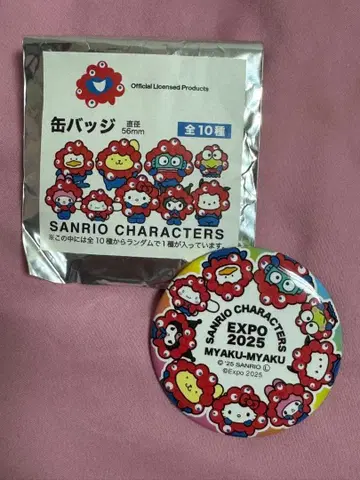 Official Licensed Products
缶バッジ
直径
56mm
全10種
SANRIO CHARACTERS
※この中には全10種からランダムで1種が入っています。
SANRIO CHARACTERS
EXPO
2025
MYAKU-MYAKU
© '25 SANRIO Ⓛ
©Expo 2025